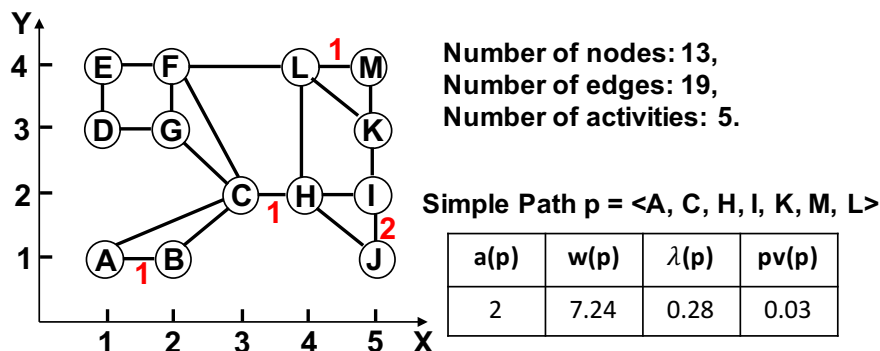 Y
4
3
2
1
1 2 3 4 5 X
E F L 1 M
D G K
C 1 H I
2
A 1 B J
Number of nodes: 13,
Number of edges: 19,
Number of activities: 5.
Simple Path p = <A, C, H, I, K, M, L>
a(p) w(p) λ(p) pv(p)
2 7.24 0.28 0.03